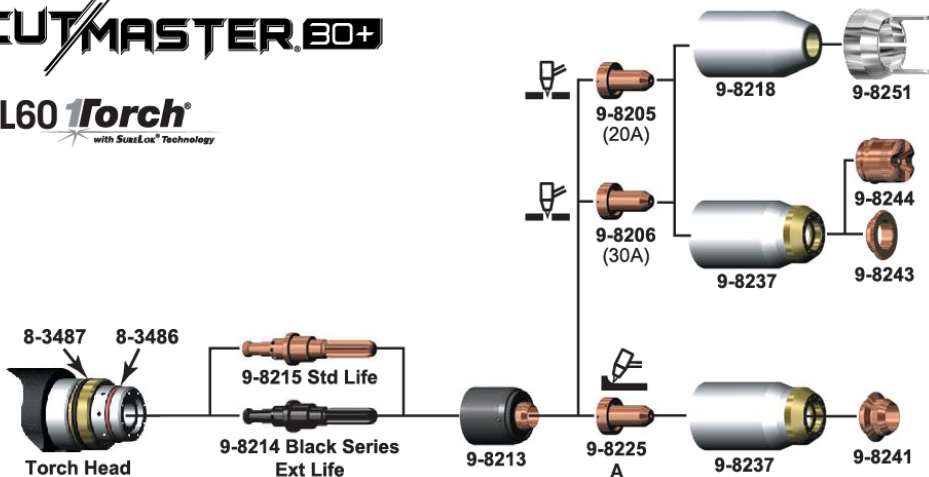 CUTMASTER® 30+
L60 1Torch®
with SureLok® Technology
9-8205
(20A)
9-8218
9-8251
9-8206
(30A)
9-8237
9-8244
9-8243
8-3487
8-3486
Torch Head
9-8215 Std Life
9-8214 Black Series
Ext Life
9-8213
9-8225
A
9-8237
9-8241